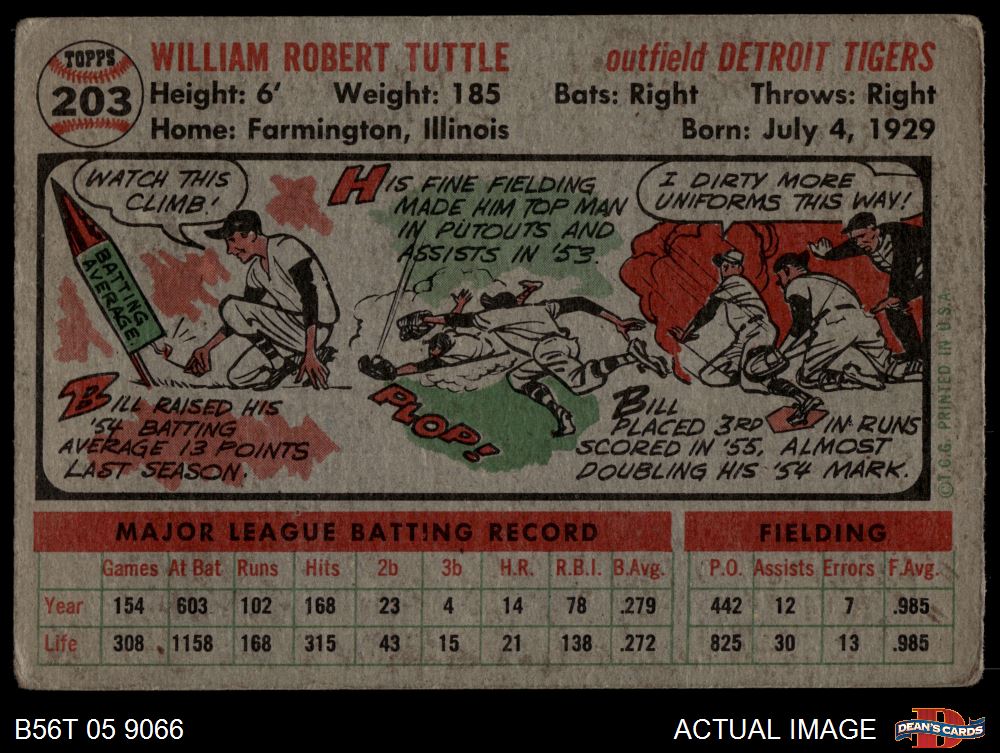 TOPPS
203
WILLIAM ROBERT TUTTLE
outfield DETROIT TIGERS
Height: 6' Weight: 185 Bats: Right Throws: Right
Home: Farmington, Illinois Born: July 4, 1929
WATCH THIS
CLIMB!
BATTING
AVERAGE
BILL RAISED HIS
'54 BATTING
AVERAGE 13 POINTS
LAST SEASON.
HIS FINE FIELDING
MADE HIM TOP MAN
IN PUTOUTS AND
ASSISTS IN '53.
PLOP!
I DIRTY MORE
UNIFORMS THIS WAY!
BILL
PLACED 3RD IN RUNS
SCORED IN '55, ALMOST
DOUBLING HIS '54 MARK.
©T.C.G. PRINTED IN U.S.A.
MAJOR LEAGUE BATTING RECORD FIELDING
Games At Bat Runs Hits 2b 3b H.R. R.B.I. B.Avg. P.O. Assists Errors F.Avg.
Year 154 603 102 168 23 4 14 78 .279 442 12 7 .985
Life 308 1158 168 315 43 15 21 138 .272 825 30 13 .985
B56T 05 9066
ACTUAL IMAGE
D
DEAN'S CARDS